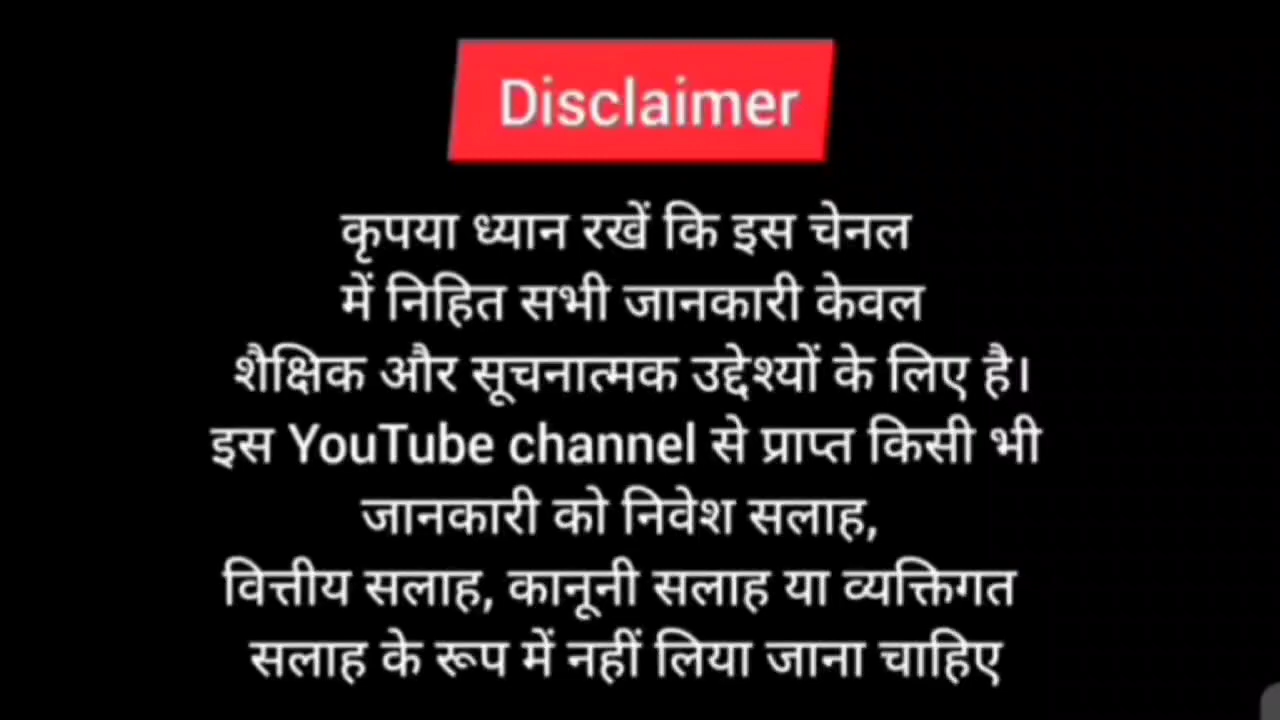 Disclaimer
कृपया ध्यान रखें कि इस चेनल
में निहित सभी जानकारी केवल
शैक्षिक और सूचनात्मक उद्देश्यों के लिए है।
इस YouTube channel से प्राप्त किसी भी
जानकारी को निवेश सलाह,
वित्तीय सलाह, कानूनी सलाह या व्यक्तिगत
सलाह के रूप में नहीं लिया जाना चाहिए